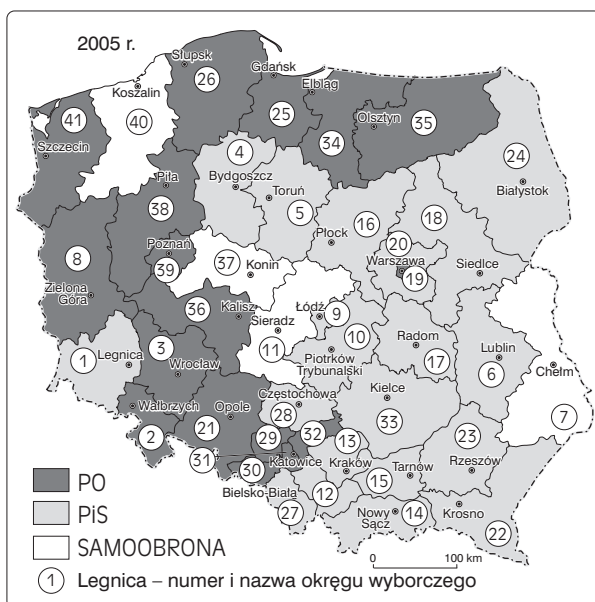 2005 r.
Słupsk
26
Gdańsk
Koszalin
Elbląg
41
40
25
34
Olsztyn
35
Szczecin
4
24
Piła
Bydgoszcz
Toruń
Białystok
38
5
16
18
Płock
8
Poznań
37
20
Warszawa
39
Konin
19
Siedlce
Zielona
Góra
36
Kalisz
Łódź
9
Sieradz
10
Radom
1
Legnica
3
11
Piotrków
Trybunalski
17
Lublin
6
Chełm
Wrocław
Kielce
Wałbrzych
Opole
Częstochowa
28
33
7
2
21
29
32
13
23
31
Katowice
Kraków
Tarnów
Rzeszów
30
15
Bielsko-Biała
12
Nowy
Sącz
14
Krosno
27
22
PO
PiS
SAMOOBRONA
0 100 km
1 Legnica – numer i nazwa okręgu wyborczego